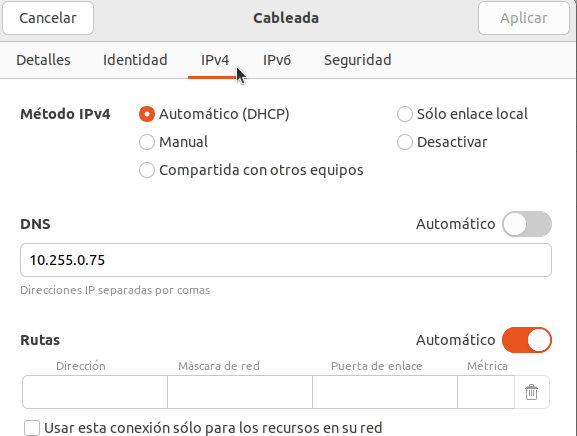 Cancelar Cableada Aplicar
Detalles Identidad IPv4 IPv6 Seguridad
Método IPv4 Automático (DHCP) Sólo enlace local
Manual Desactivar
Compartida con otros equipos
DNS Automático
10.255.0.75
Direcciones IP separadas por comas
Rutas Automático
Dirección Máscara de red Puerta de enlace Métrica
Usar esta conexión sólo para los recursos en su red